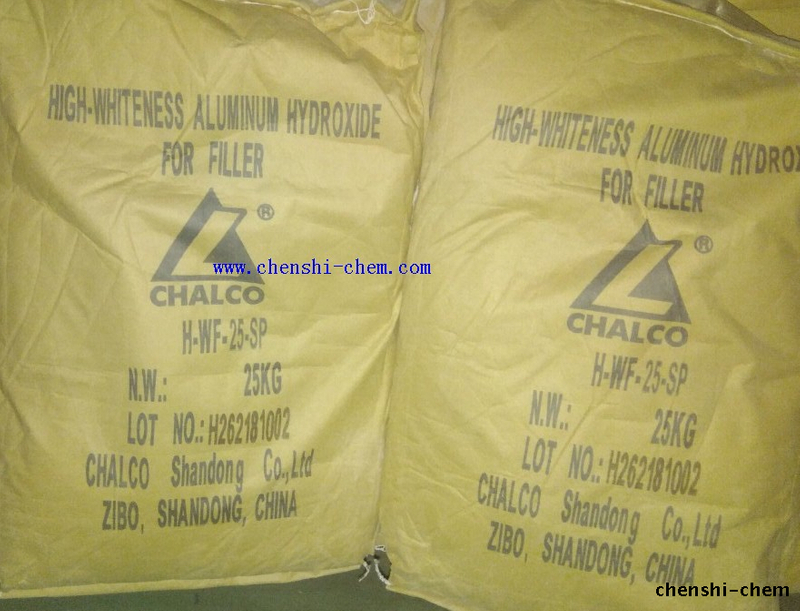 HIGH-WHITENESS ALUMINUM HYDROXIDE
FOR FILLER
®
www.chenshi-chem.com
CHALCO
H-WF-25-SP
N.W.: 25KG
LOT NO.: H262181002
CHALCO Shandong Co.,Ltd
ZIBO, SHANDONG, CHINA
HIGH-WHITENESS ALUMINUM HYDROX
FOR FILLER
®
CHALCO
H-WF-25-SP
N.W.: 25KG
LOT NO.: H262181002
CHALCO Shandong Co.,Ltd
ZIBO, SHANDONG, CHINA
chenshi-chem